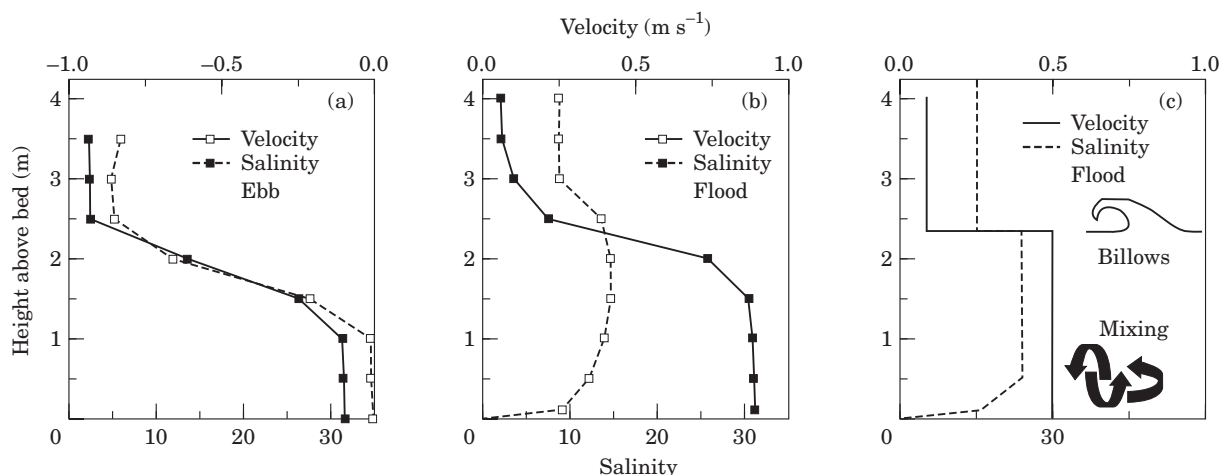 Velocity (m s⁻¹)
−1.0 −0.5 0.0 0.0 0.5 1.0 0.0 0.5 1.0
4 (a) 4 (b) 4 (c)
Velocity Velocity Velocity
Salinity Salinity Salinity
Ebb Flood Flood
3 3 3
2 2 2
Billows
1 1 1
Mixing
Height above bed (m)
0 10 20 30 0 10 20 30 0 30
Salinity